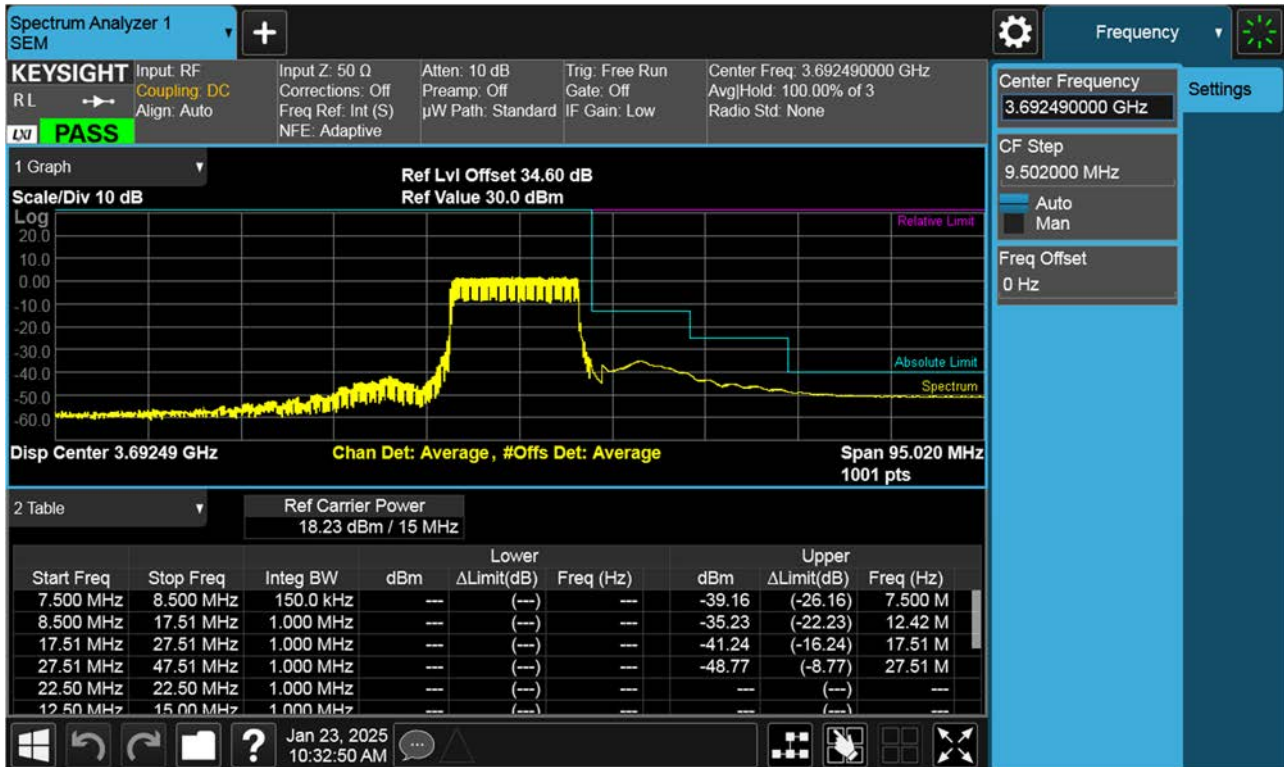 Spectrum Analyzer 1
SEM
+
Frequency
KEYSIGHT
RL
LXI PASS
Input: RF
Coupling: DC
Align: Auto
Input Z: 50 Ω
Corrections: Off
Freq Ref: Int (S)
NFE: Adaptive
Atten: 10 dB
Preamp: Off
µW Path: Standard
Trig: Free Run
Gate: Off
IF Gain: Low
Center Freq: 3.692490000 GHz
Avg|Hold: 100.00% of 3
Radio Std: None
Center Frequency
3.692490000 GHz
Settings
CF Step
9.502000 MHz
Auto
Man
Freq Offset
0 Hz
1 Graph
Scale/Div 10 dB
Ref Lvl Offset 34.60 dB
Ref Value 30.0 dBm
Log
Relative Limit
20.0
10.0
0.00
-10.0
-20.0
-30.0
Absolute Limit
-40.0
Spectrum
-50.0
-60.0
Disp Center 3.69249 GHz
Chan Det: Average, #Offs Det: Average
Span 95.020 MHz
1001 pts
2 Table
Ref Carrier Power
18.23 dBm / 15 MHz
Lower Upper
Start Freq Stop Freq Integ BW dBm ΔLimit(dB) Freq (Hz) dBm ΔLimit(dB) Freq (Hz)
7.500 MHz 8.500 MHz 150.0 kHz --- (---) --- -39.16 (-26.16) 7.500 M
8.500 MHz 17.51 MHz 1.000 MHz --- (---) --- -35.23 (-22.23) 12.42 M
17.51 MHz 27.51 MHz 1.000 MHz --- (---) --- -41.24 (-16.24) 17.51 M
27.51 MHz 47.51 MHz 1.000 MHz --- (---) --- -48.77 (-8.77) 27.51 M
22.50 MHz 22.50 MHz 1.000 MHz --- (---) --- --- (---) ---
12.50 MHz 15.00 MHz 1.000 MHz --- (---) --- --- (---) ---
?
Jan 23, 2025
10:32:50 AM